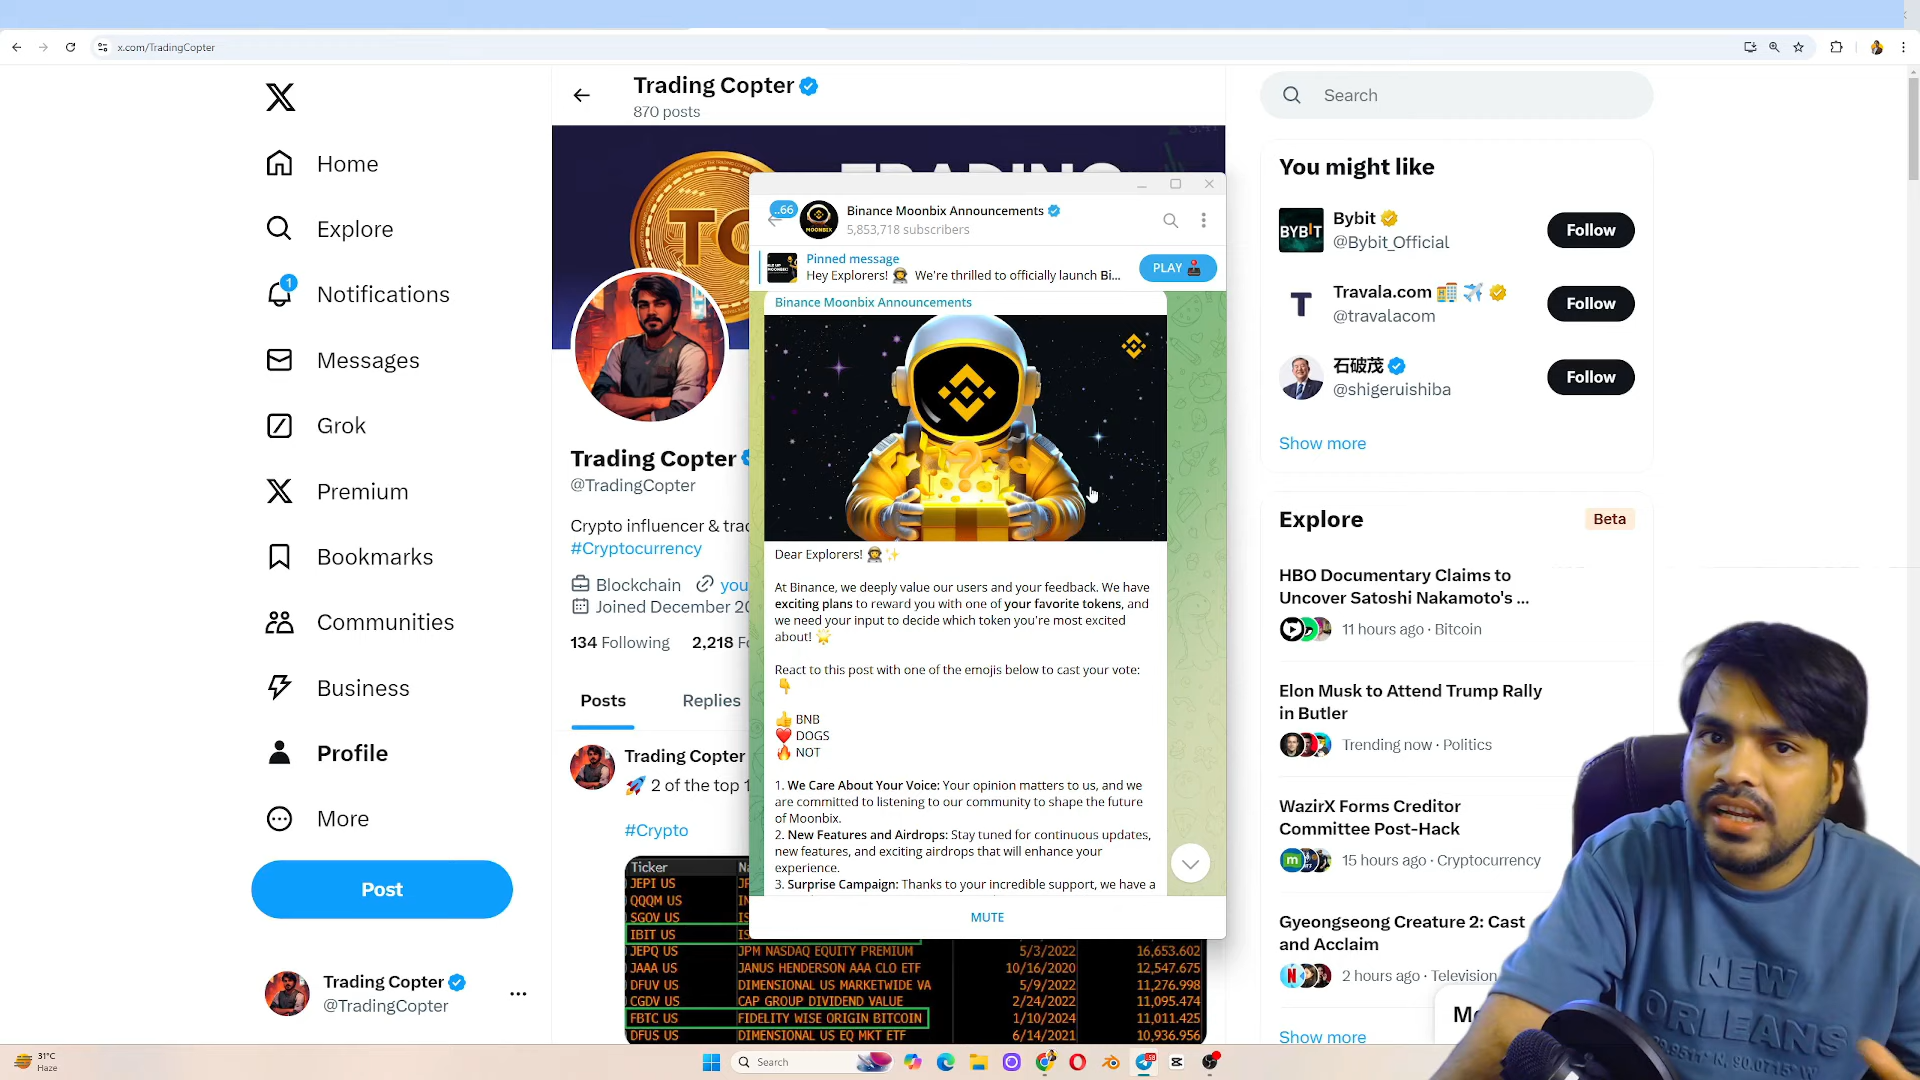 x.com/TradingCopter
Home
Explore
1
Notifications
Messages
Grok
Premium
Bookmarks
Communities
Business
Profile
More
Post
Trading Copter
@TradingCopter
Trading Copter
870 posts
TRADING
TC
Trading Copter
@TradingCopter
Crypto influencer & trad
#Cryptocurrency
Blockchain
you
Joined December 20
134 Following 2,218 Fo
Posts Replies
Trading Copter
2 of the top 1
#Crypto
Ticker
JEPI US
QQQM US
SGOV US
IBIT US
JEPQ US JPM NASDAQ EQUITY PREMIUM 5/3/2022 16,653.602
JAAA US JANUS HENDERSON AAA CLO ETF 10/16/2020 12,547.675
DFUV US DIMENSIONAL US MARKETWIDE VA 5/9/2022 11,276.998
CGDV US CAP GROUP DIVIDEND VALUE 2/24/2022 11,095.474
FBTC US FIDELITY WISE ORIGIN BITCOIN 1/10/2024 11,011.425
DFUS US DIMENSIONAL US EQ MKT ETF 6/14/2021 10,936.956
..66
MOONBIX
Binance Moonbix Announcements
5,853,718 subscribers
Pinned message
Hey Explorers! 👩‍🚀 We're thrilled to officially launch Bi...
PLAY 🕹️
Binance Moonbix Announcements
Dear Explorers! 👩‍🚀✨
At Binance, we deeply value our users and your feedback. We have
exciting plans to reward you with one of your favorite tokens, and
we need your input to decide which token you're most excited
about! 🌟
React to this post with one of the emojis below to cast your vote:
👇
👍 BNB
❤️ DOGS
🔥 NOT
1. We Care About Your Voice: Your opinion matters to us, and we
are committed to listening to our community to shape the future
of Moonbix.
2. New Features and Airdrops: Stay tuned for continuous updates,
new features, and exciting airdrops that will enhance your
experience.
3. Surprise Campaign: Thanks to your incredible support, we have a
MUTE
Search
You might like
BYBIT
Bybit
@Bybit_Official
Follow
T
Travala.com 🏨 ✈️
@travalacom
Follow
石破茂
@shigeruishiba
Follow
Show more
Explore
Beta
HBO Documentary Claims to
Uncover Satoshi Nakamoto's ...
11 hours ago · Bitcoin
Elon Musk to Attend Trump Rally
in Butler
Trending now · Politics
WazirX Forms Creditor
Committee Post-Hack
15 hours ago · Cryptocurrency
Gyeongseong Creature 2: Cast
and Acclaim
2 hours ago · Television
Show more
NEW
ORLEANS
31°C
Haze
Search